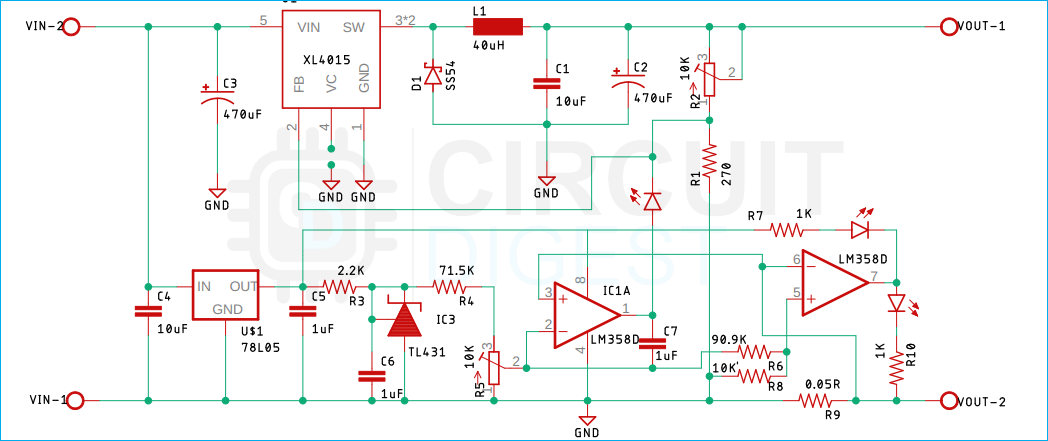 VIN-2
5
VIN SW
3*2
L1
40uH
VOUT-1
XL4015
FB
VC
GND
2
4
1
C3
470uF
D1
SS54
C1
10uF
C2
470uF
10K
R2
3
2
1
GND
GND
GND
GND
R1
270
CIRCUIT
DIGEST
R7
1K
LM358D
6
5
7
IN OUT
GND
U$1
78L05
C4
10uF
C5
1uF
2.2K
R3
71.5K
R4
IC3
TL431
C6
1uF
10K
R5
3
2
1
3
2
8
4
1
IC1A
LM358D
C7
1uF
90.9K
R6
10K
R8
1K
R10
0.05R
R9
VIN-1
GND
VOUT-2